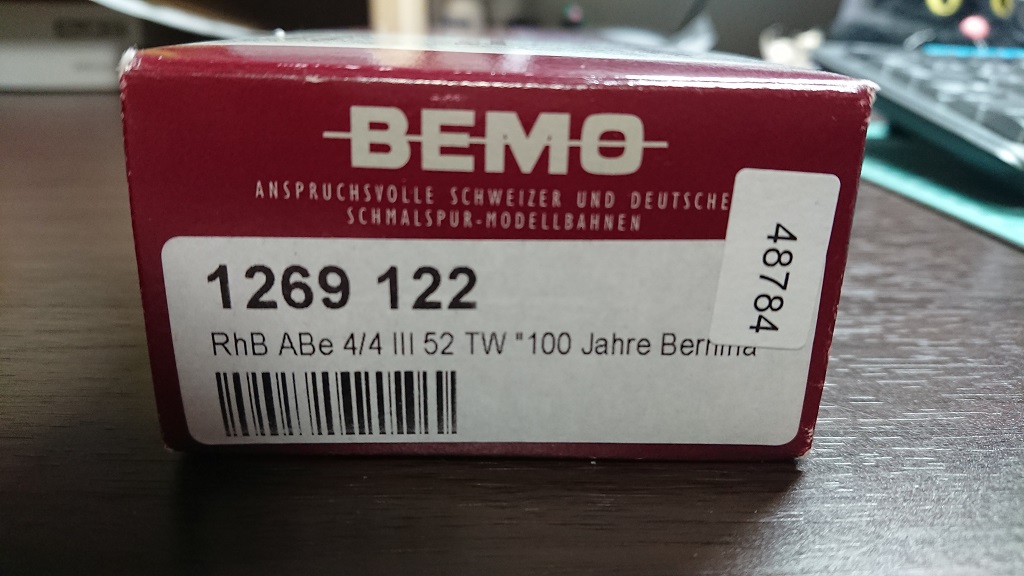 BEMO
ANSPRUCHSVOLLE SCHWEIZER UND DEUTSCHE
SCHMALSPUR-MODELLBAHNEN
1269 122
RhB ABe 4/4 III 52 TW "100 Jahre Bernina
48784